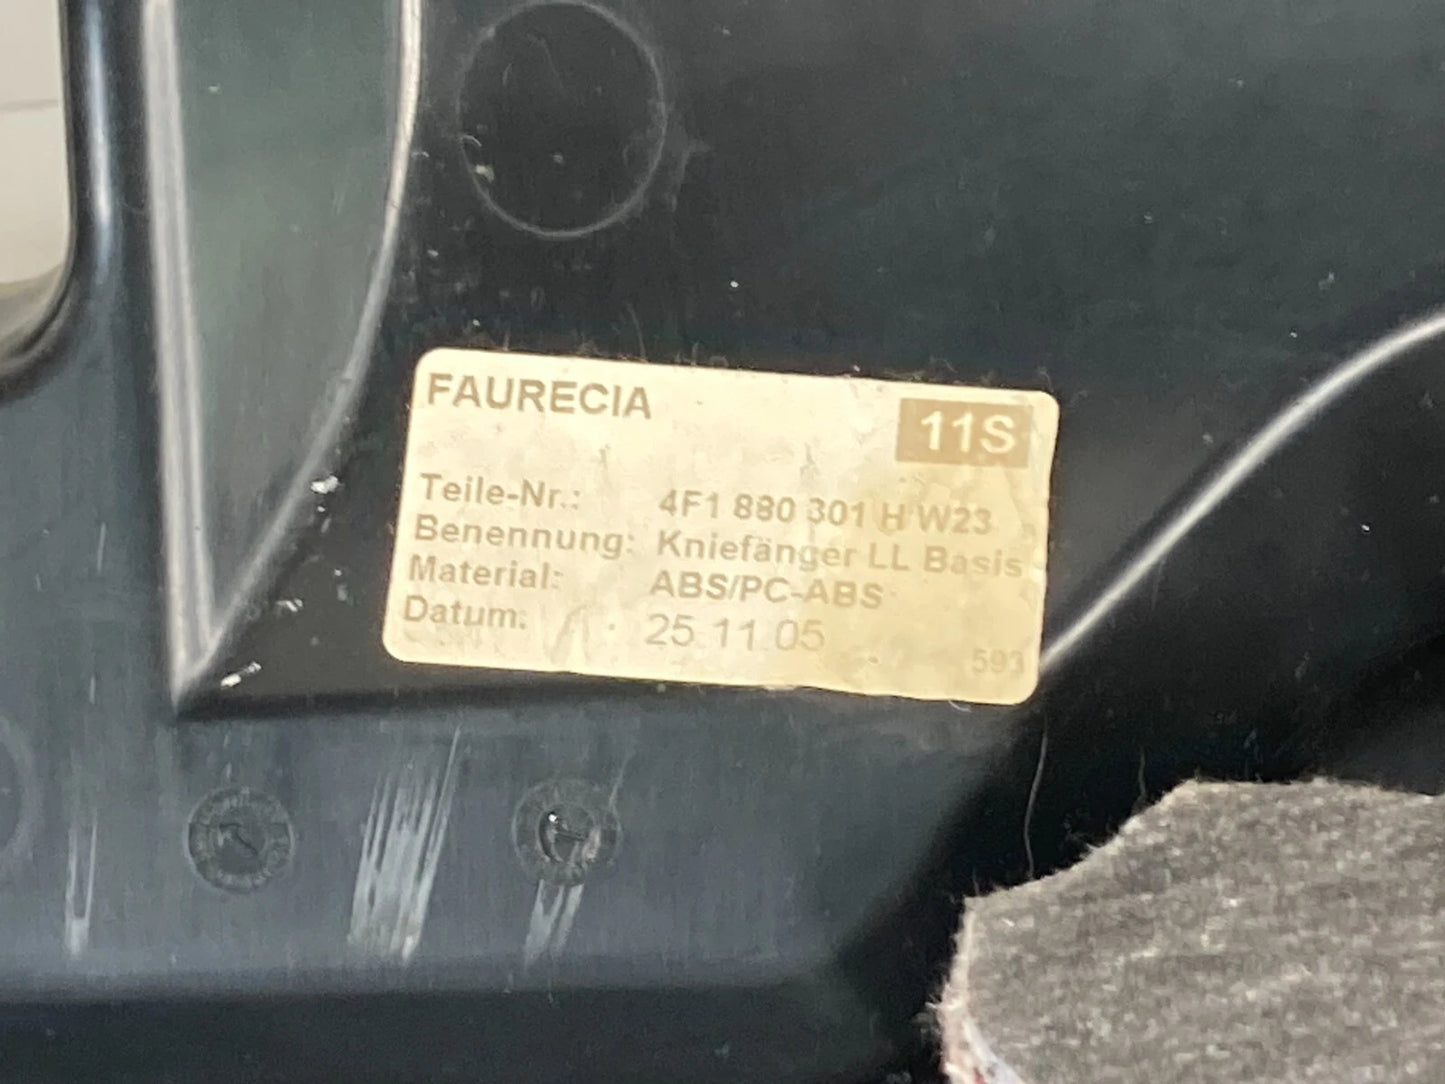 FAURECIA
11S
Teile-Nr.: 4F1 880 301 H W23
Benennung: Kniefänger LL Basis
Material: ABS/PC-ABS
Datum: 25 11 05
593